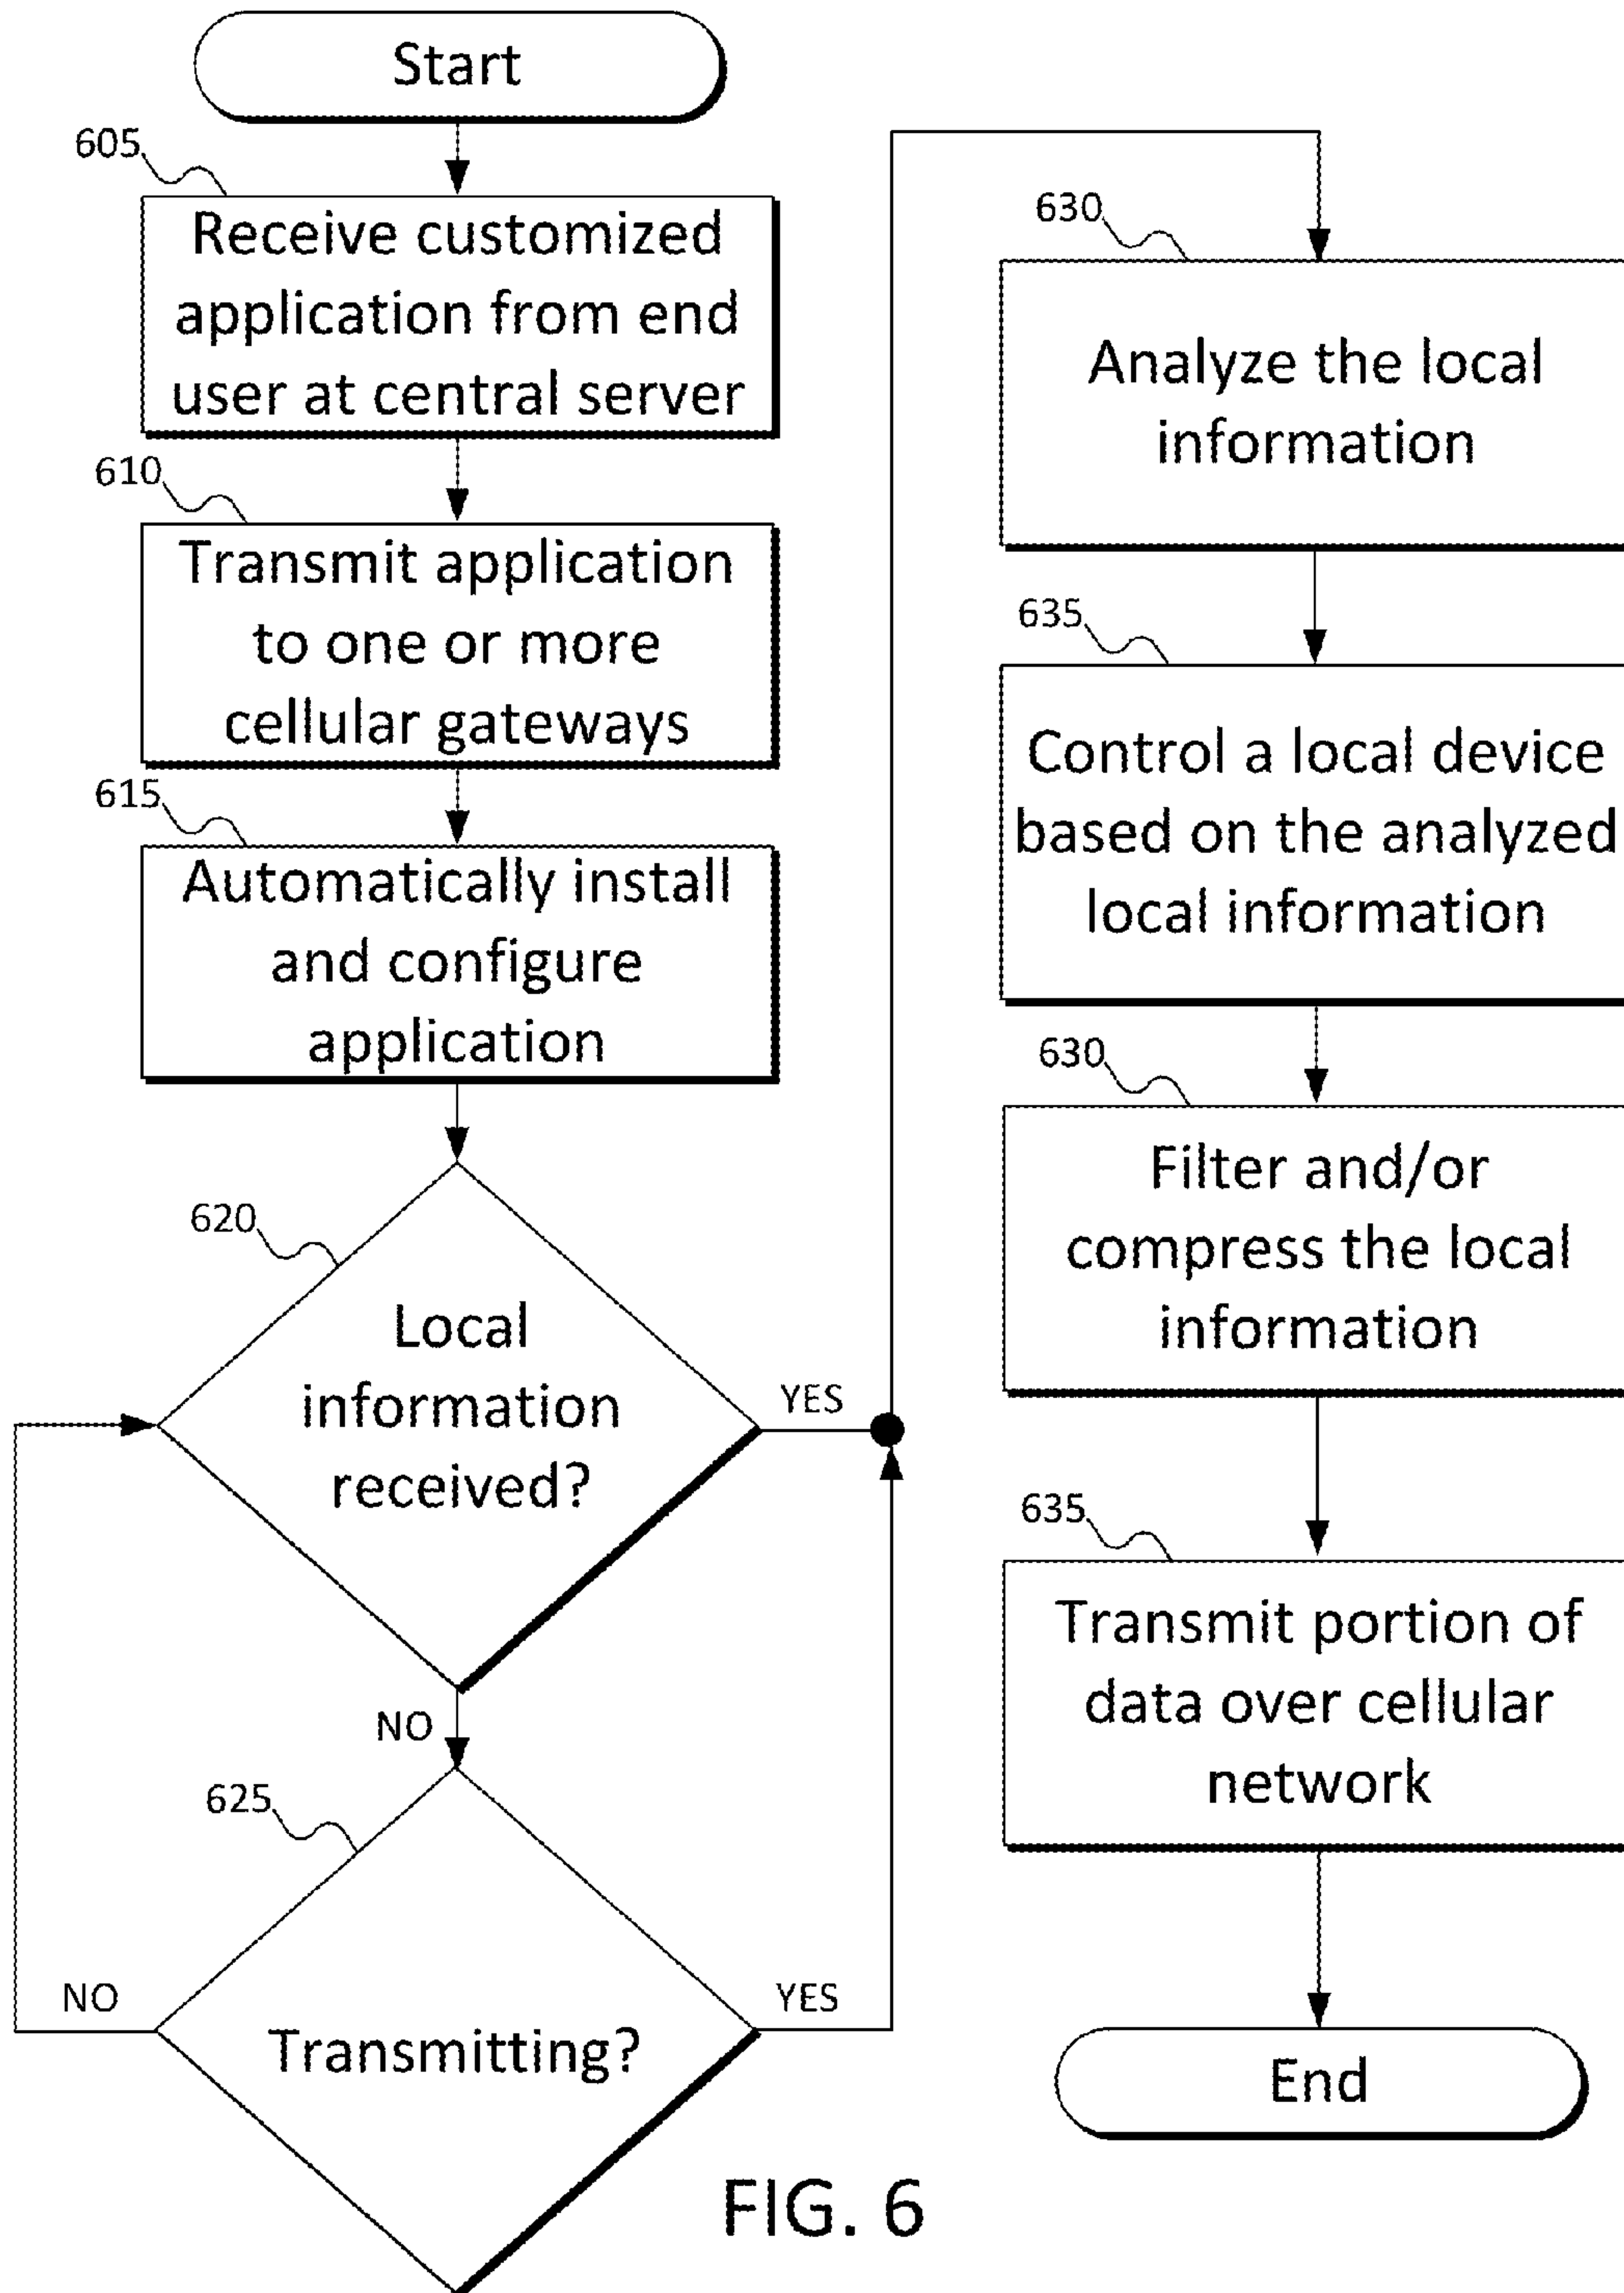 Start
605
Receive customized
application from end
user at central server
610
Transmit application
to one or more
cellular gateways
615
Automatically install
and configure
application
620
Local
information
received?
YES
NO
625
Transmitting?
NO
YES
630
Analyze the local
information
635
Control a local device
based on the analyzed
local information
630
Filter and/or
compress the local
information
635
Transmit portion of
data over cellular
network
End
FIG. 6